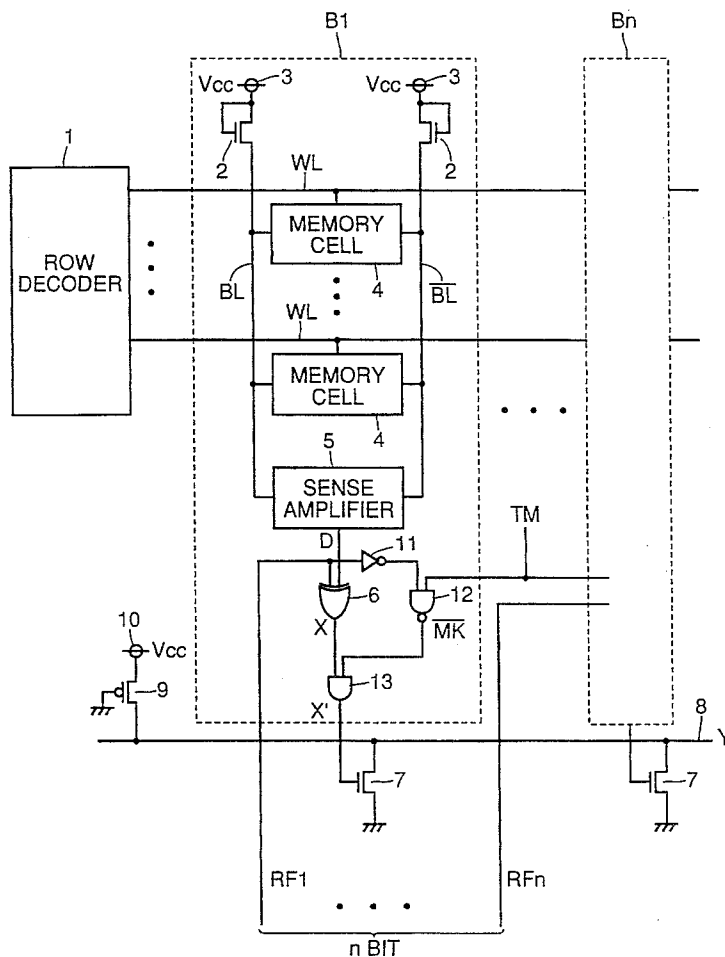 B1
Bn
Vcc 3
Vcc 3
1
2
2
WL
ROW
DECODER
MEMORY
CELL
4
BL
BL
WL
MEMORY
CELL
4
5
SENSE
AMPLIFIER
TM
D
11
6
12
X
MK
10
Vcc
9
13
X'
8
Y
7
7
RF1
RFn
n BIT